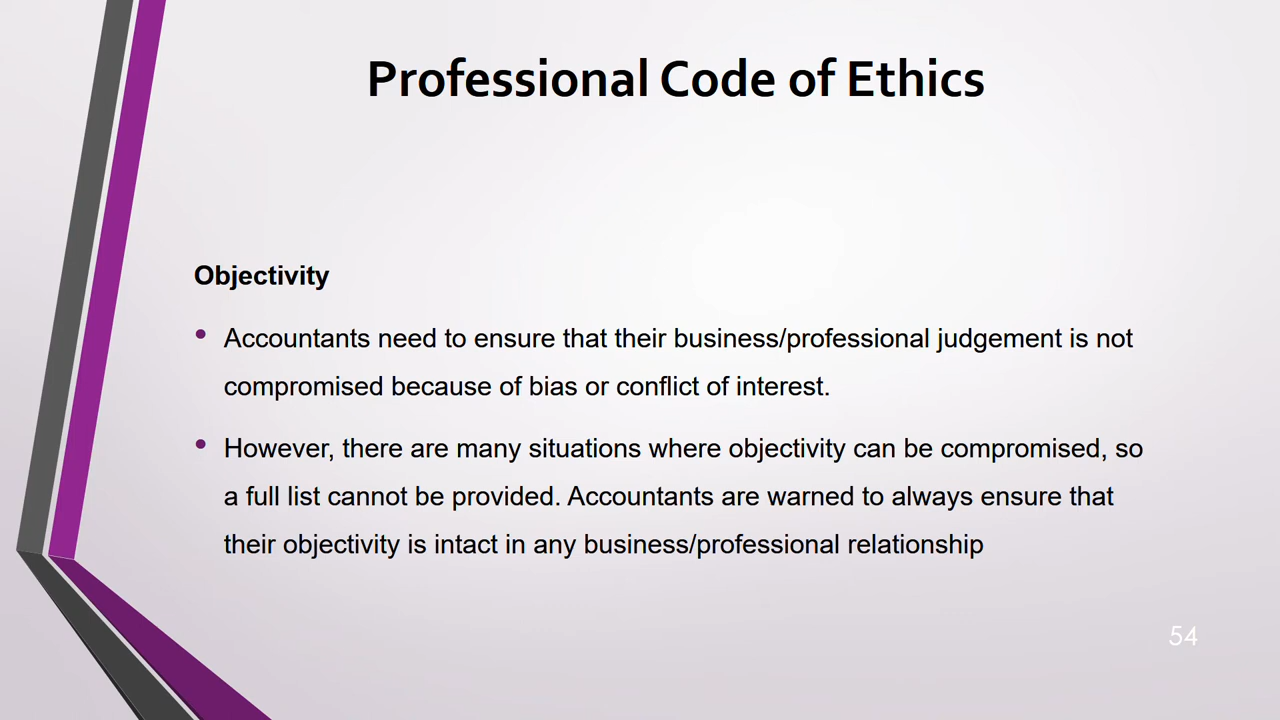 Professional Code of Ethics
Objectivity
• Accountants need to ensure that their business/professional judgement is not
compromised because of bias or conflict of interest.
• However, there are many situations where objectivity can be compromised, so
a full list cannot be provided. Accountants are warned to always ensure that
their objectivity is intact in any business/professional relationship
54